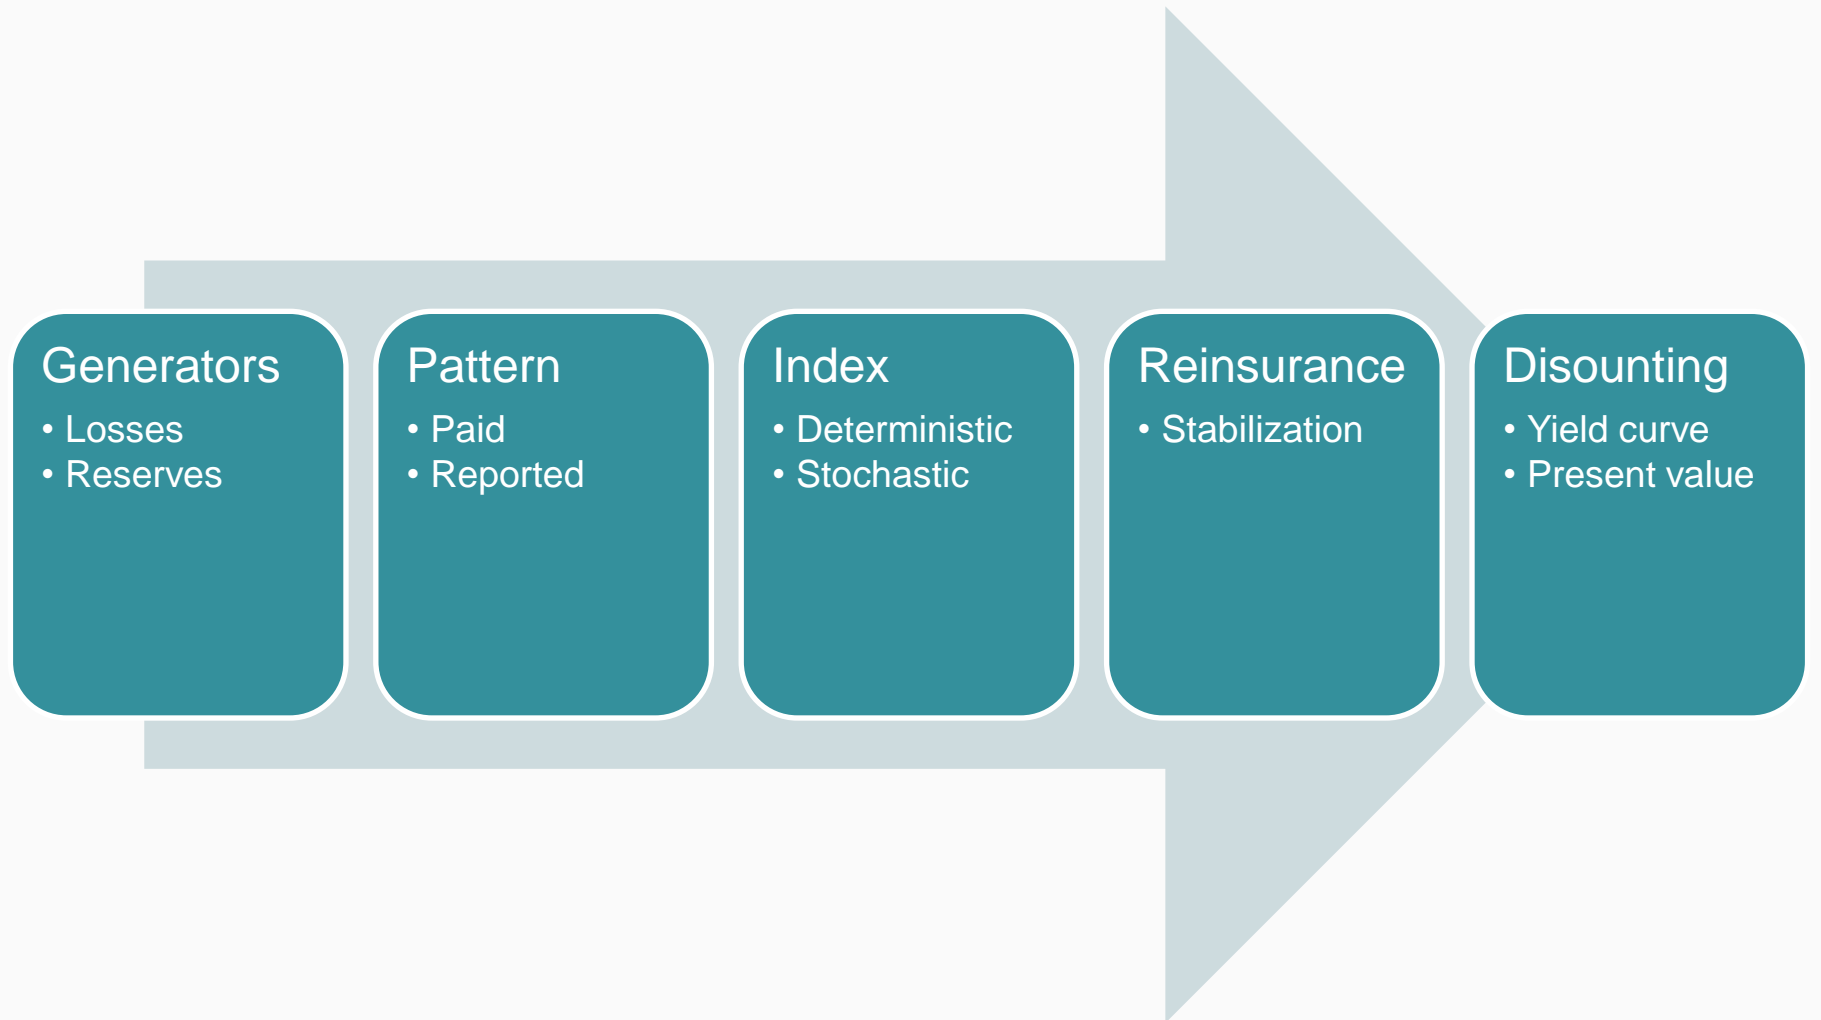 Generators
• Losses
• Reserves
Pattern
• Paid
• Reported
Index
• Deterministic
• Stochastic
Reinsurance
• Stabilization
Disounting
• Yield curve
• Present value